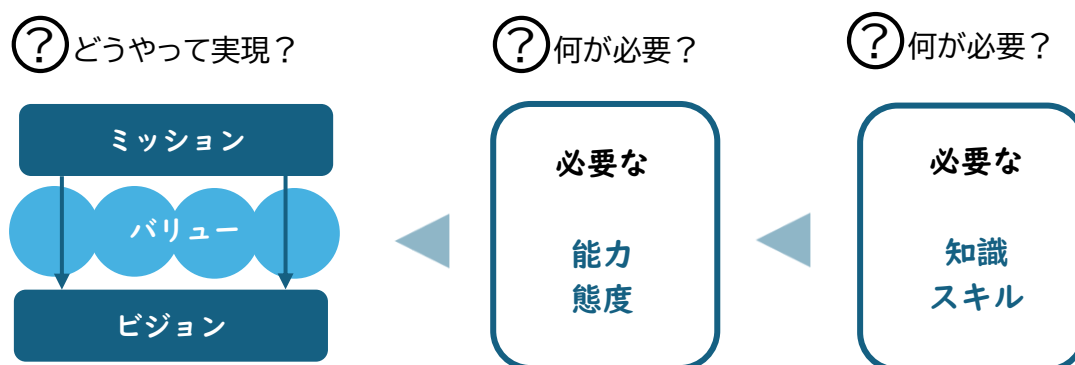 ?どうやって実現？
ミッション
バリュー
ビジョン
?何が必要？
必要な
能力
態度
?何が必要？
必要な
知識
スキル